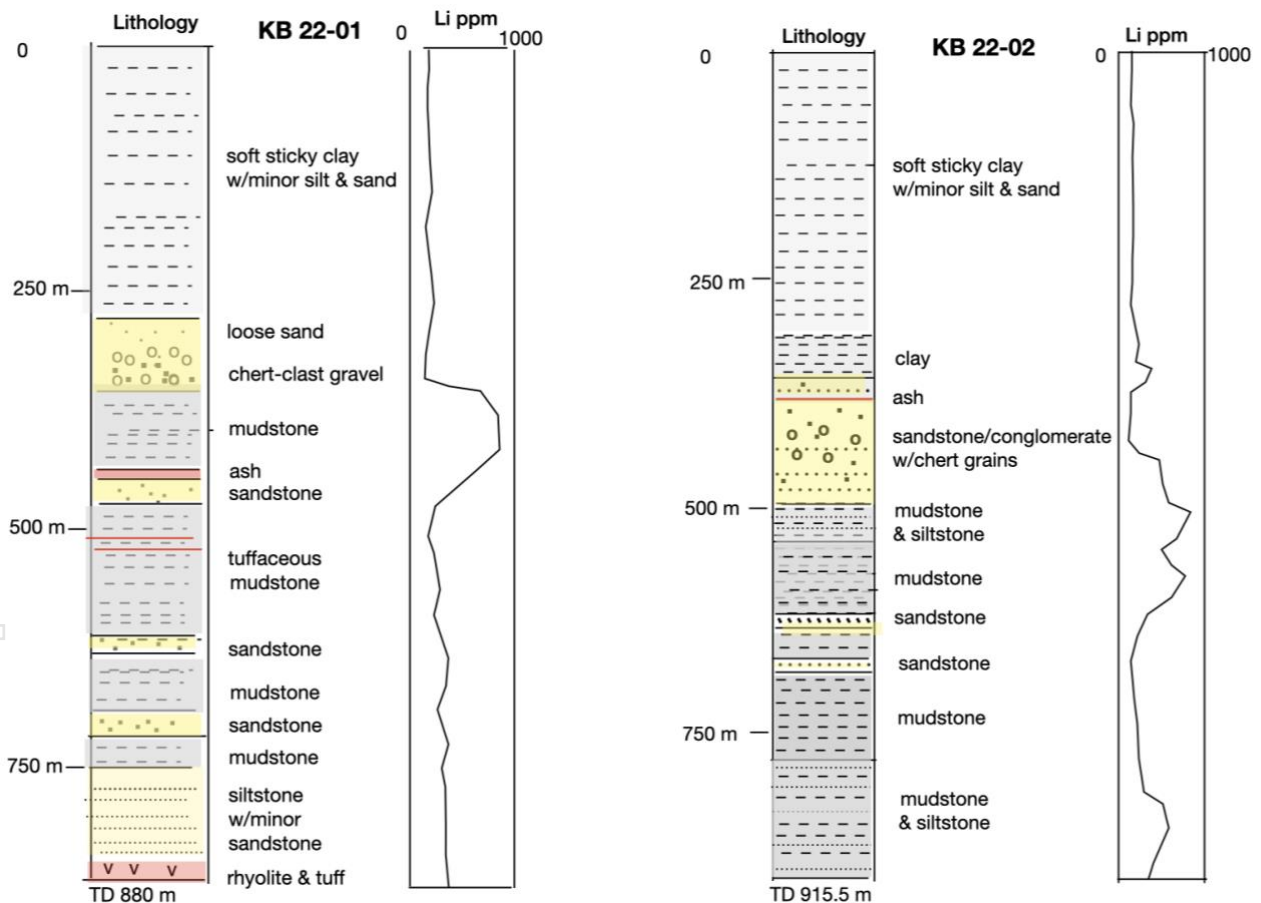 Lithology
KB 22-01
Li ppm
0
0
1000
soft sticky clay
w/minor silt & sand
250 m
loose sand
chert-clast gravel
mudstone
ash
sandstone
500 m
tuffaceous
mudstone
sandstone
mudstone
sandstone
mudstone
750 m
siltstone
w/minor
sandstone
v v v
rhyolite & tuff
TD 880 m
Lithology
KB 22-02
Li ppm
0
0
1000
soft sticky clay
w/minor silt & sand
250 m
clay
ash
sandstone/conglomerate
w/chert grains
500 m
mudstone
& siltstone
mudstone
sandstone
sandstone
750 m
mudstone
mudstone
& siltstone
TD 915.5 m